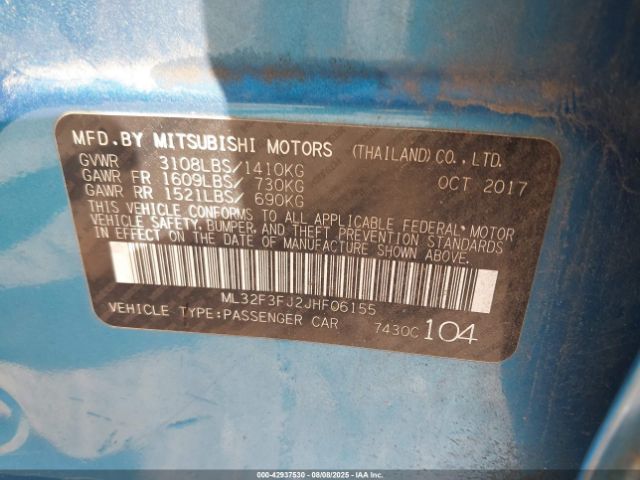 MFD.BY MITSUBISHI MOTORS (THAILAND)CO.,LTD.
GVWR 3108LBS/1410KG OCT 2017
GAWR FR 1609LBS/ 730KG
GAWR RR 1521LBS/ 690KG
THIS VEHICLE CONFORMS TO ALL APPLICABLE FEDERAL MOTOR
VEHICLE SAFETY, BUMPER, AND THEFT PREVENTION STANDARDS
IN EFFECT ON THE DATE OF MANUFACTURE SHOWN ABOVE.
ML32F3FJ2JHF06155
VEHICLE TYPE:PASSENGER CAR 7430C 104
000-42937530 - 08/08/2025 - IAAI.COM